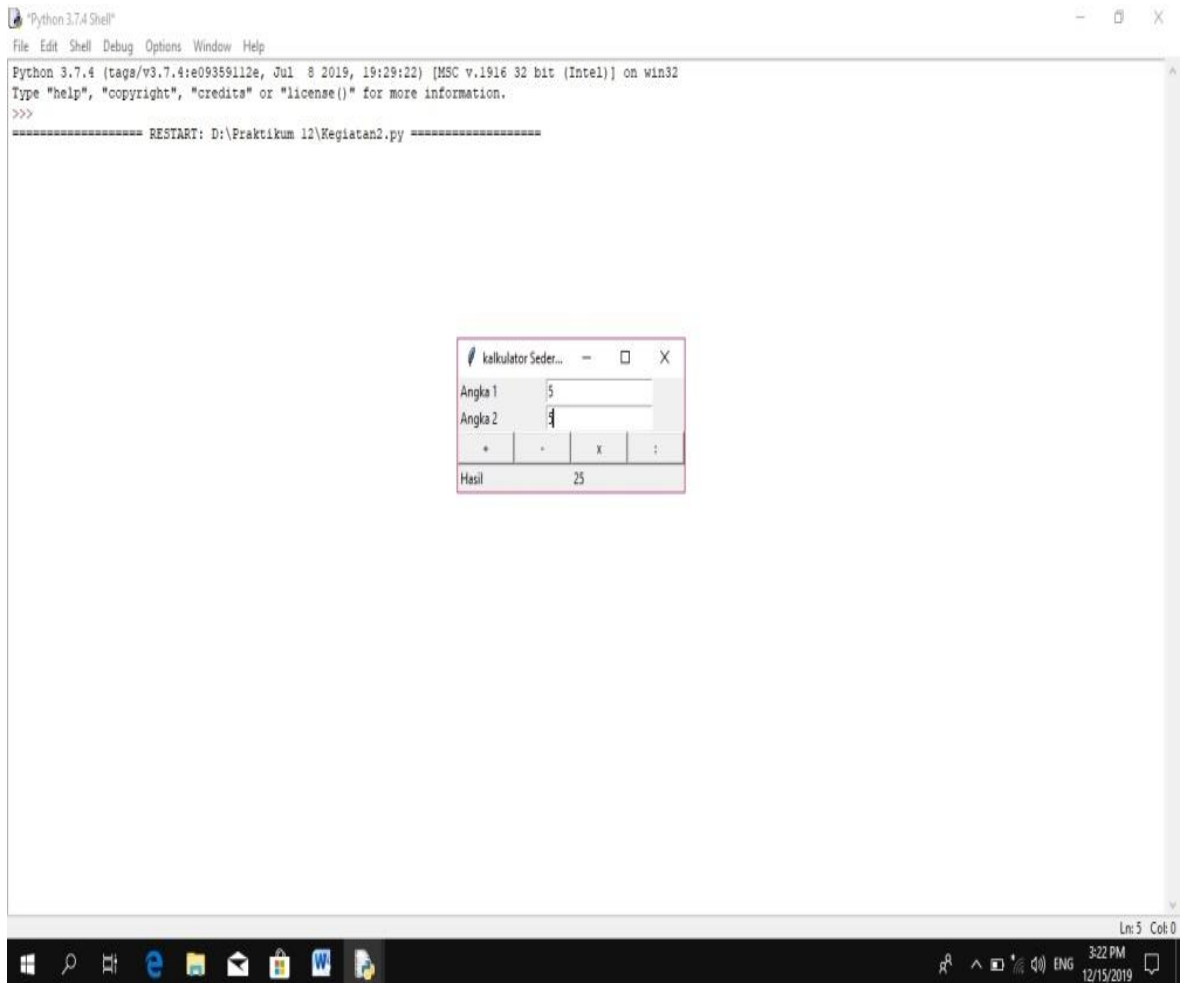 *Python 3.7.4 Shell*
File Edit Shell Debug Options Window Help
Python 3.7.4 (tags/v3.7.4:e09359112e, Jul  8 2019, 19:29:22) [MSC v.1916 32 bit (Intel)] on win32
Type "help", "copyright", "credits" or "license()" for more information.
>>>
=================== RESTART: D:\Praktikum 12\Kegiatan2.py ===================
kalkulator Seder...
Angka 1 5
Angka 2 5
+ - x :
Hasil 25
Ln: 5 Col: 0
ENG 3:22 PM
12/15/2019